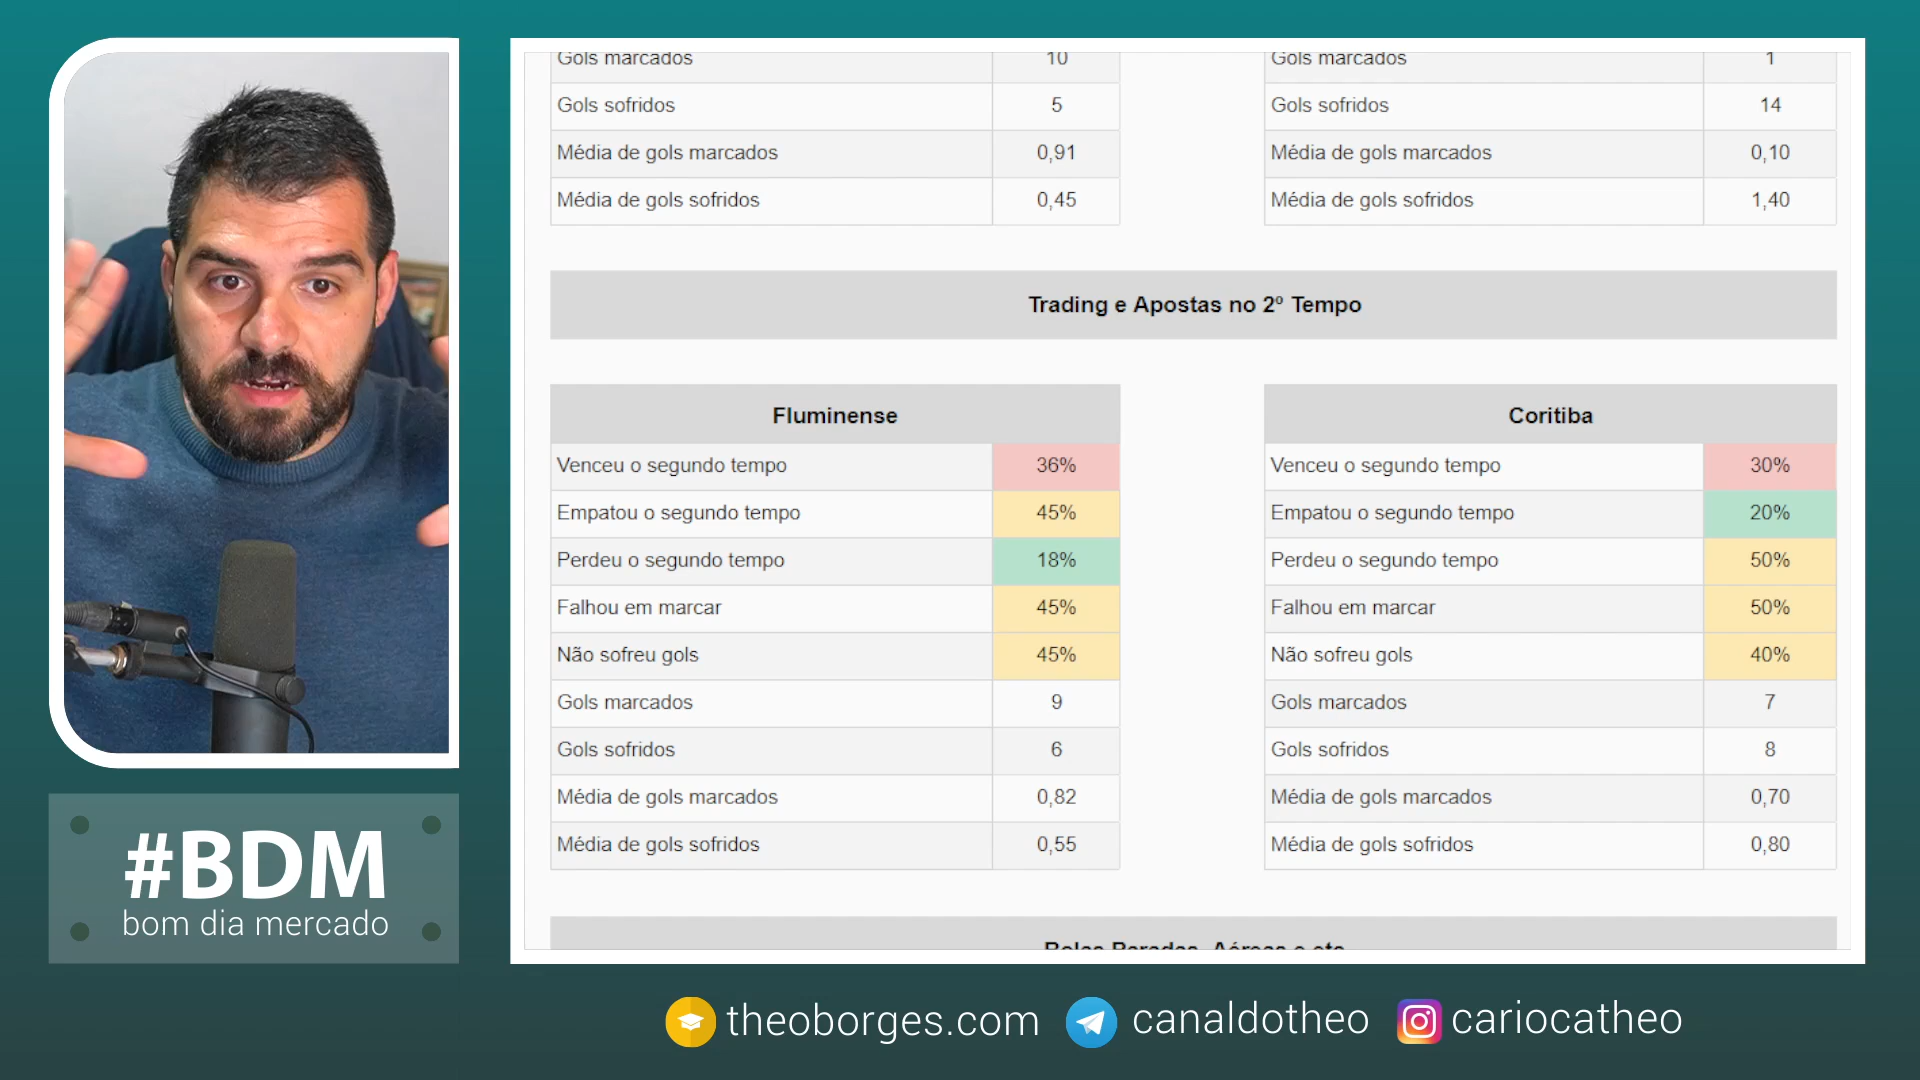 Gols marcados 10
Gols sofridos 5
Média de gols marcados 0,91
Média de gols sofridos 0,45
Gols marcados 1
Gols sofridos 14
Média de gols marcados 0,10
Média de gols sofridos 1,40
Trading e Apostas no 2º Tempo
Fluminense
Venceu o segundo tempo 36%
Empatou o segundo tempo 45%
Perdeu o segundo tempo 18%
Falhou em marcar 45%
Não sofreu gols 45%
Gols marcados 9
Gols sofridos 6
Média de gols marcados 0,82
Média de gols sofridos 0,55
Coritiba
Venceu o segundo tempo 30%
Empatou o segundo tempo 20%
Perdeu o segundo tempo 50%
Falhou em marcar 50%
Não sofreu gols 40%
Gols marcados 7
Gols sofridos 8
Média de gols marcados 0,70
Média de gols sofridos 0,80
Bolas Paradas, Aéreas e etc
#BDM
bom dia mercado
theoborges.com
canaldotheo
cariocatheo